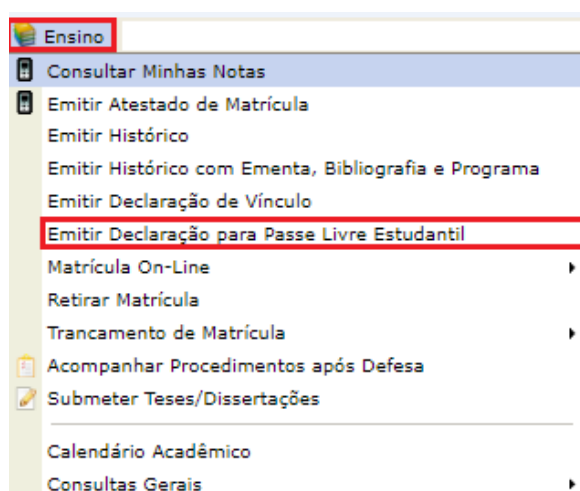 Ensino
Consultar Minhas Notas
Emitir Atestado de Matrícula
Emitir Histórico
Emitir Histórico com Ementa, Bibliografia e Programa
Emitir Declaração de Vínculo
Emitir Declaração para Passe Livre Estudantil
Matrícula On-Line
Retirar Matrícula
Trancamento de Matrícula
Acompanhar Procedimentos após Defesa
Submeter Teses/Dissertações
Calendário Acadêmico
Consultas Gerais